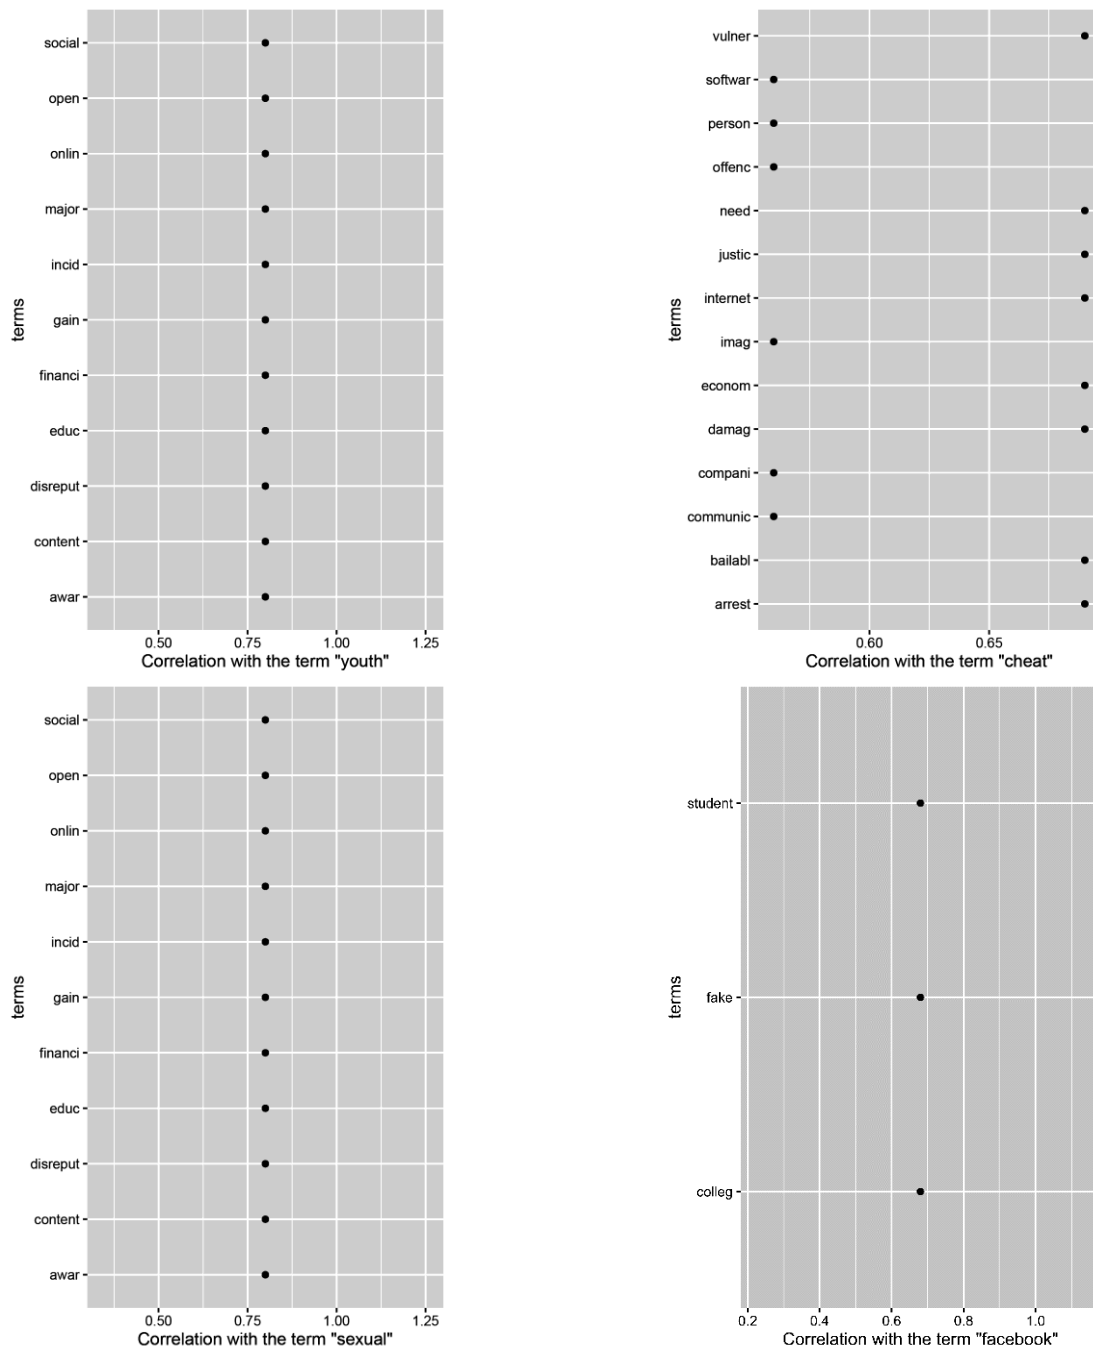 social
open
onlin
major
incid
gain
financi
educ
disreput
content
awar
terms
0.50 0.75 1.00 1.25
Correlation with the term "youth"
vulner
softwar
person
offenc
need
justic
internet
imag
econom
damag
compani
communic
bailabl
arrest
terms
0.60 0.65
Correlation with the term "cheat"
social
open
onlin
major
incid
gain
financi
educ
disreput
content
awar
terms
0.50 0.75 1.00 1.25
Correlation with the term "sexual"
student
fake
colleg
terms
0.2 0.4 0.6 0.8 1.0
Correlation with the term "facebook"